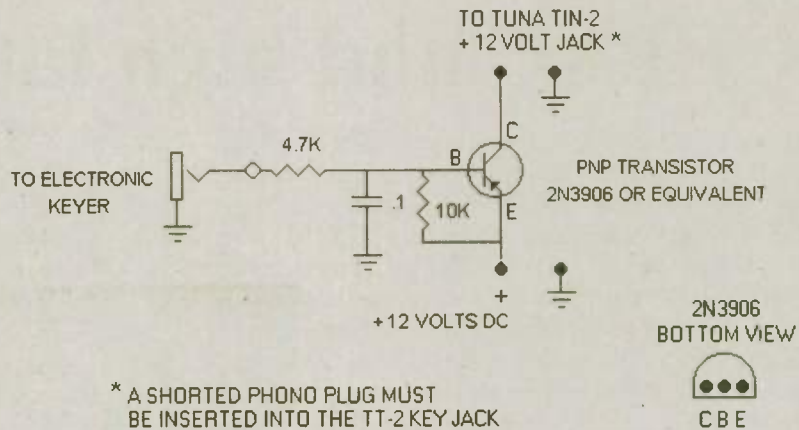 TO TUNA TIN-2
+ 12 VOLT JACK *
C
4.7K
B
PNP TRANSISTOR
2N3906 OR EQUIVALENT
TO ELECTRONIC
KEYER
.1
10K
E
+
+ 12 VOLTS DC
2N3906
BOTTOM VIEW
* A SHORTED PHONO PLUG MUST
BE INSERTED INTO THE TT-2 KEY JACK
C B E